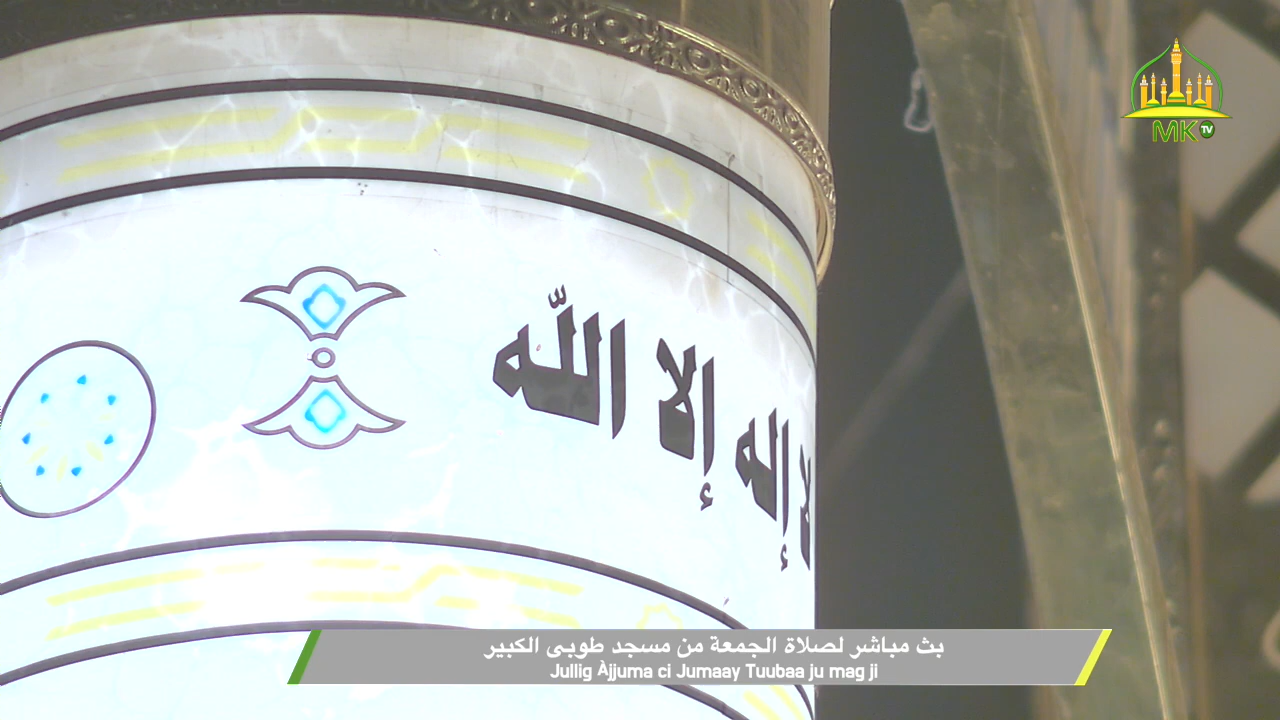 لا إله إلا الله
MK TV
بث مباشر لصلاة الجمعة من مسجد طوبى الكبير
Jullig Àjjuma ci Jumaay Tuubaa ju mag ji